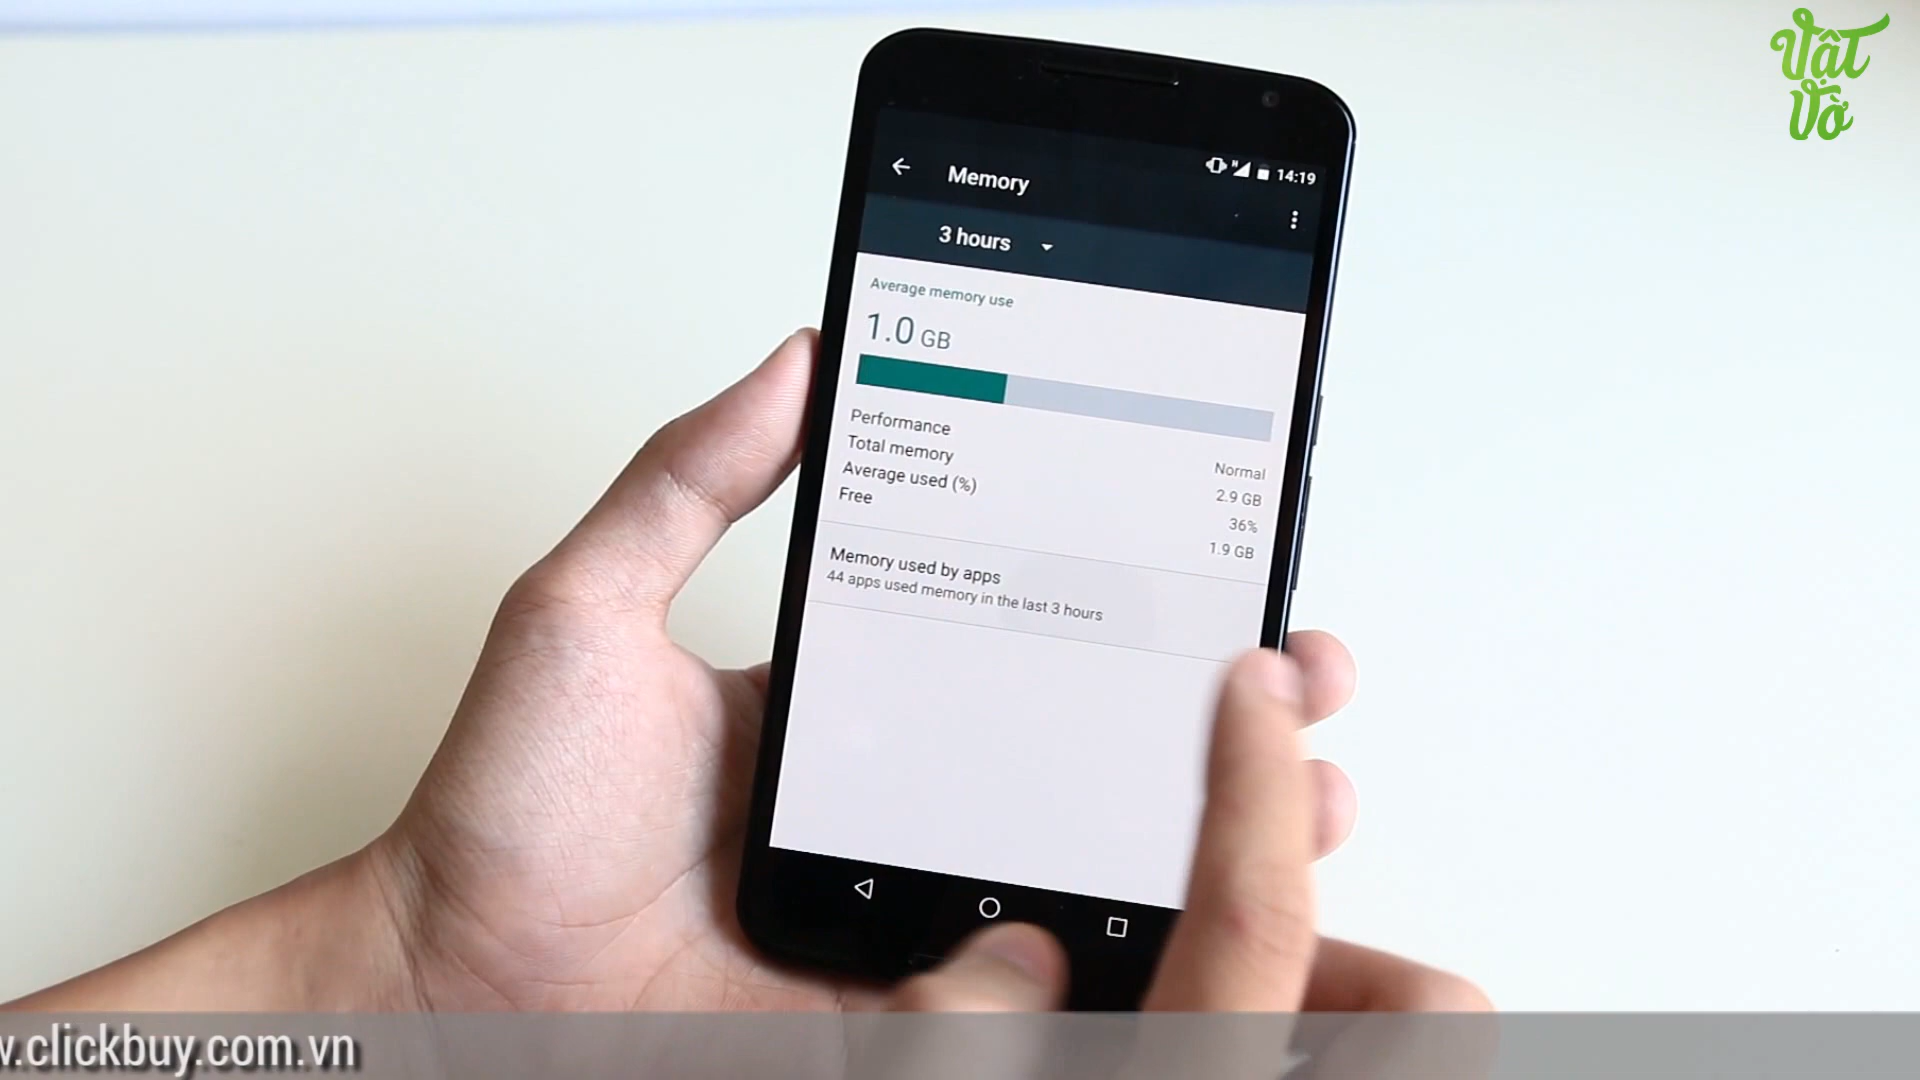 Vật
Vờ
14:19
Memory
3 hours
Average memory use
1.0 GB
Performance Normal
Total memory 2.9 GB
Average used (%) 36%
Free 1.9 GB
Memory used by apps
44 apps used memory in the last 3 hours
.clickbuy.com.vn